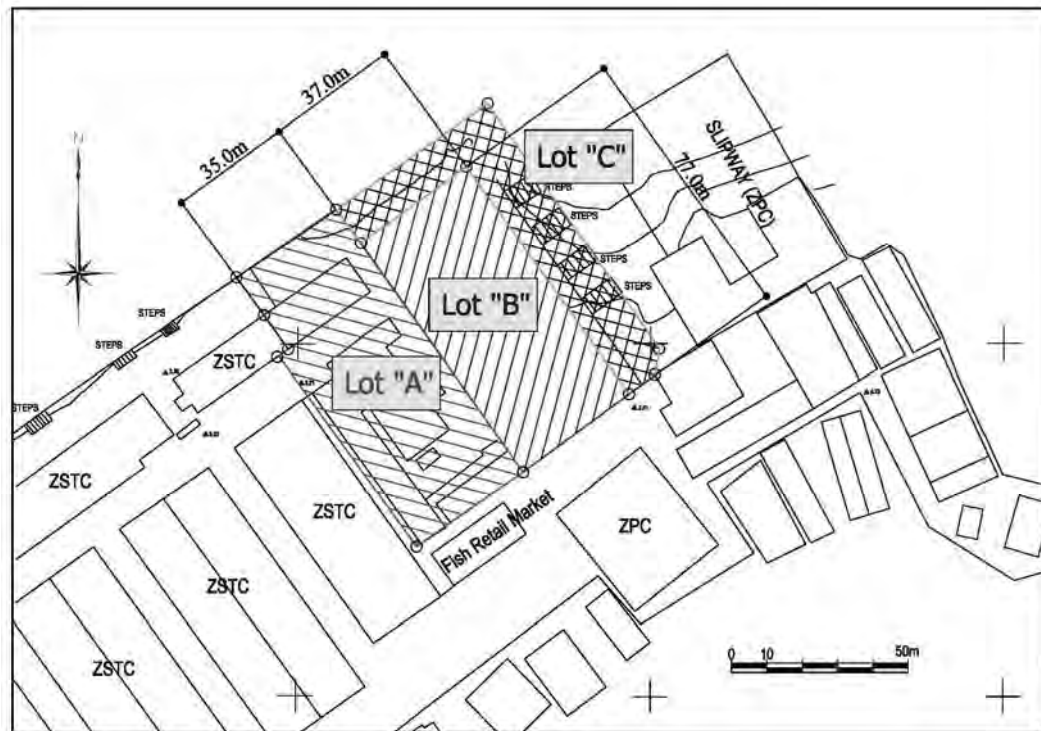 N
37.0m
35.0m
Lot "C"
77.0m
SLIPWAY (ZPC)
STEPS
STEPS
STEPS
STEPS
Lot "B"
STEPS
STEPS
STEPS
ZSTC
Lot "A"
ZSTC
ZSTC
Fish Retail Market
ZPC
ZSTC
ZSTC
0 10 50m